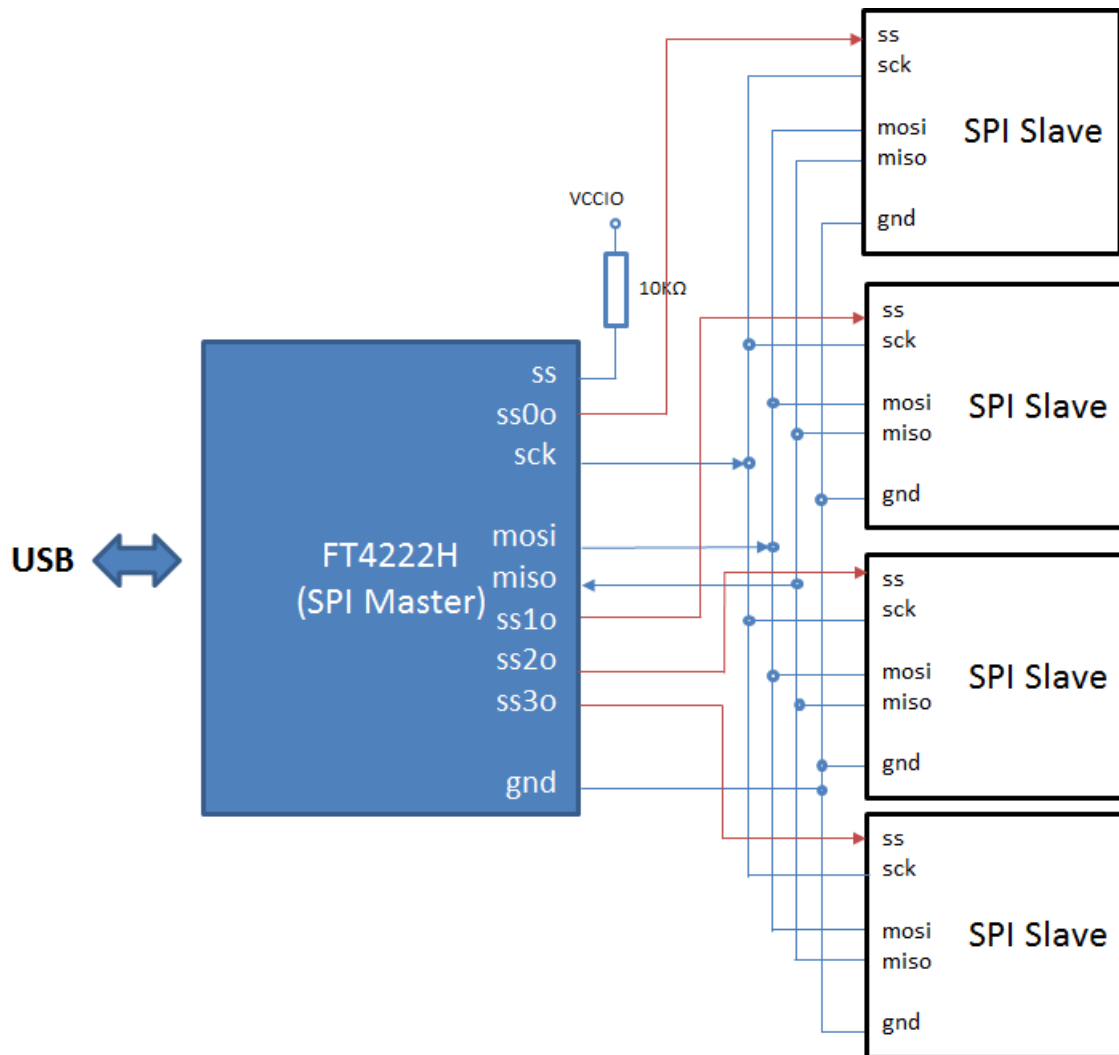 USB
FT4222H
(SPI Master)
ss
ss0o
sck
mosi
miso
ss1o
ss2o
ss3o
gnd
VCCIO
10KΩ
ss
sck
mosi
miso
gnd
SPI Slave
ss
sck
mosi
miso
gnd
SPI Slave
ss
sck
mosi
miso
gnd
SPI Slave
ss
sck
mosi
miso
gnd
SPI Slave